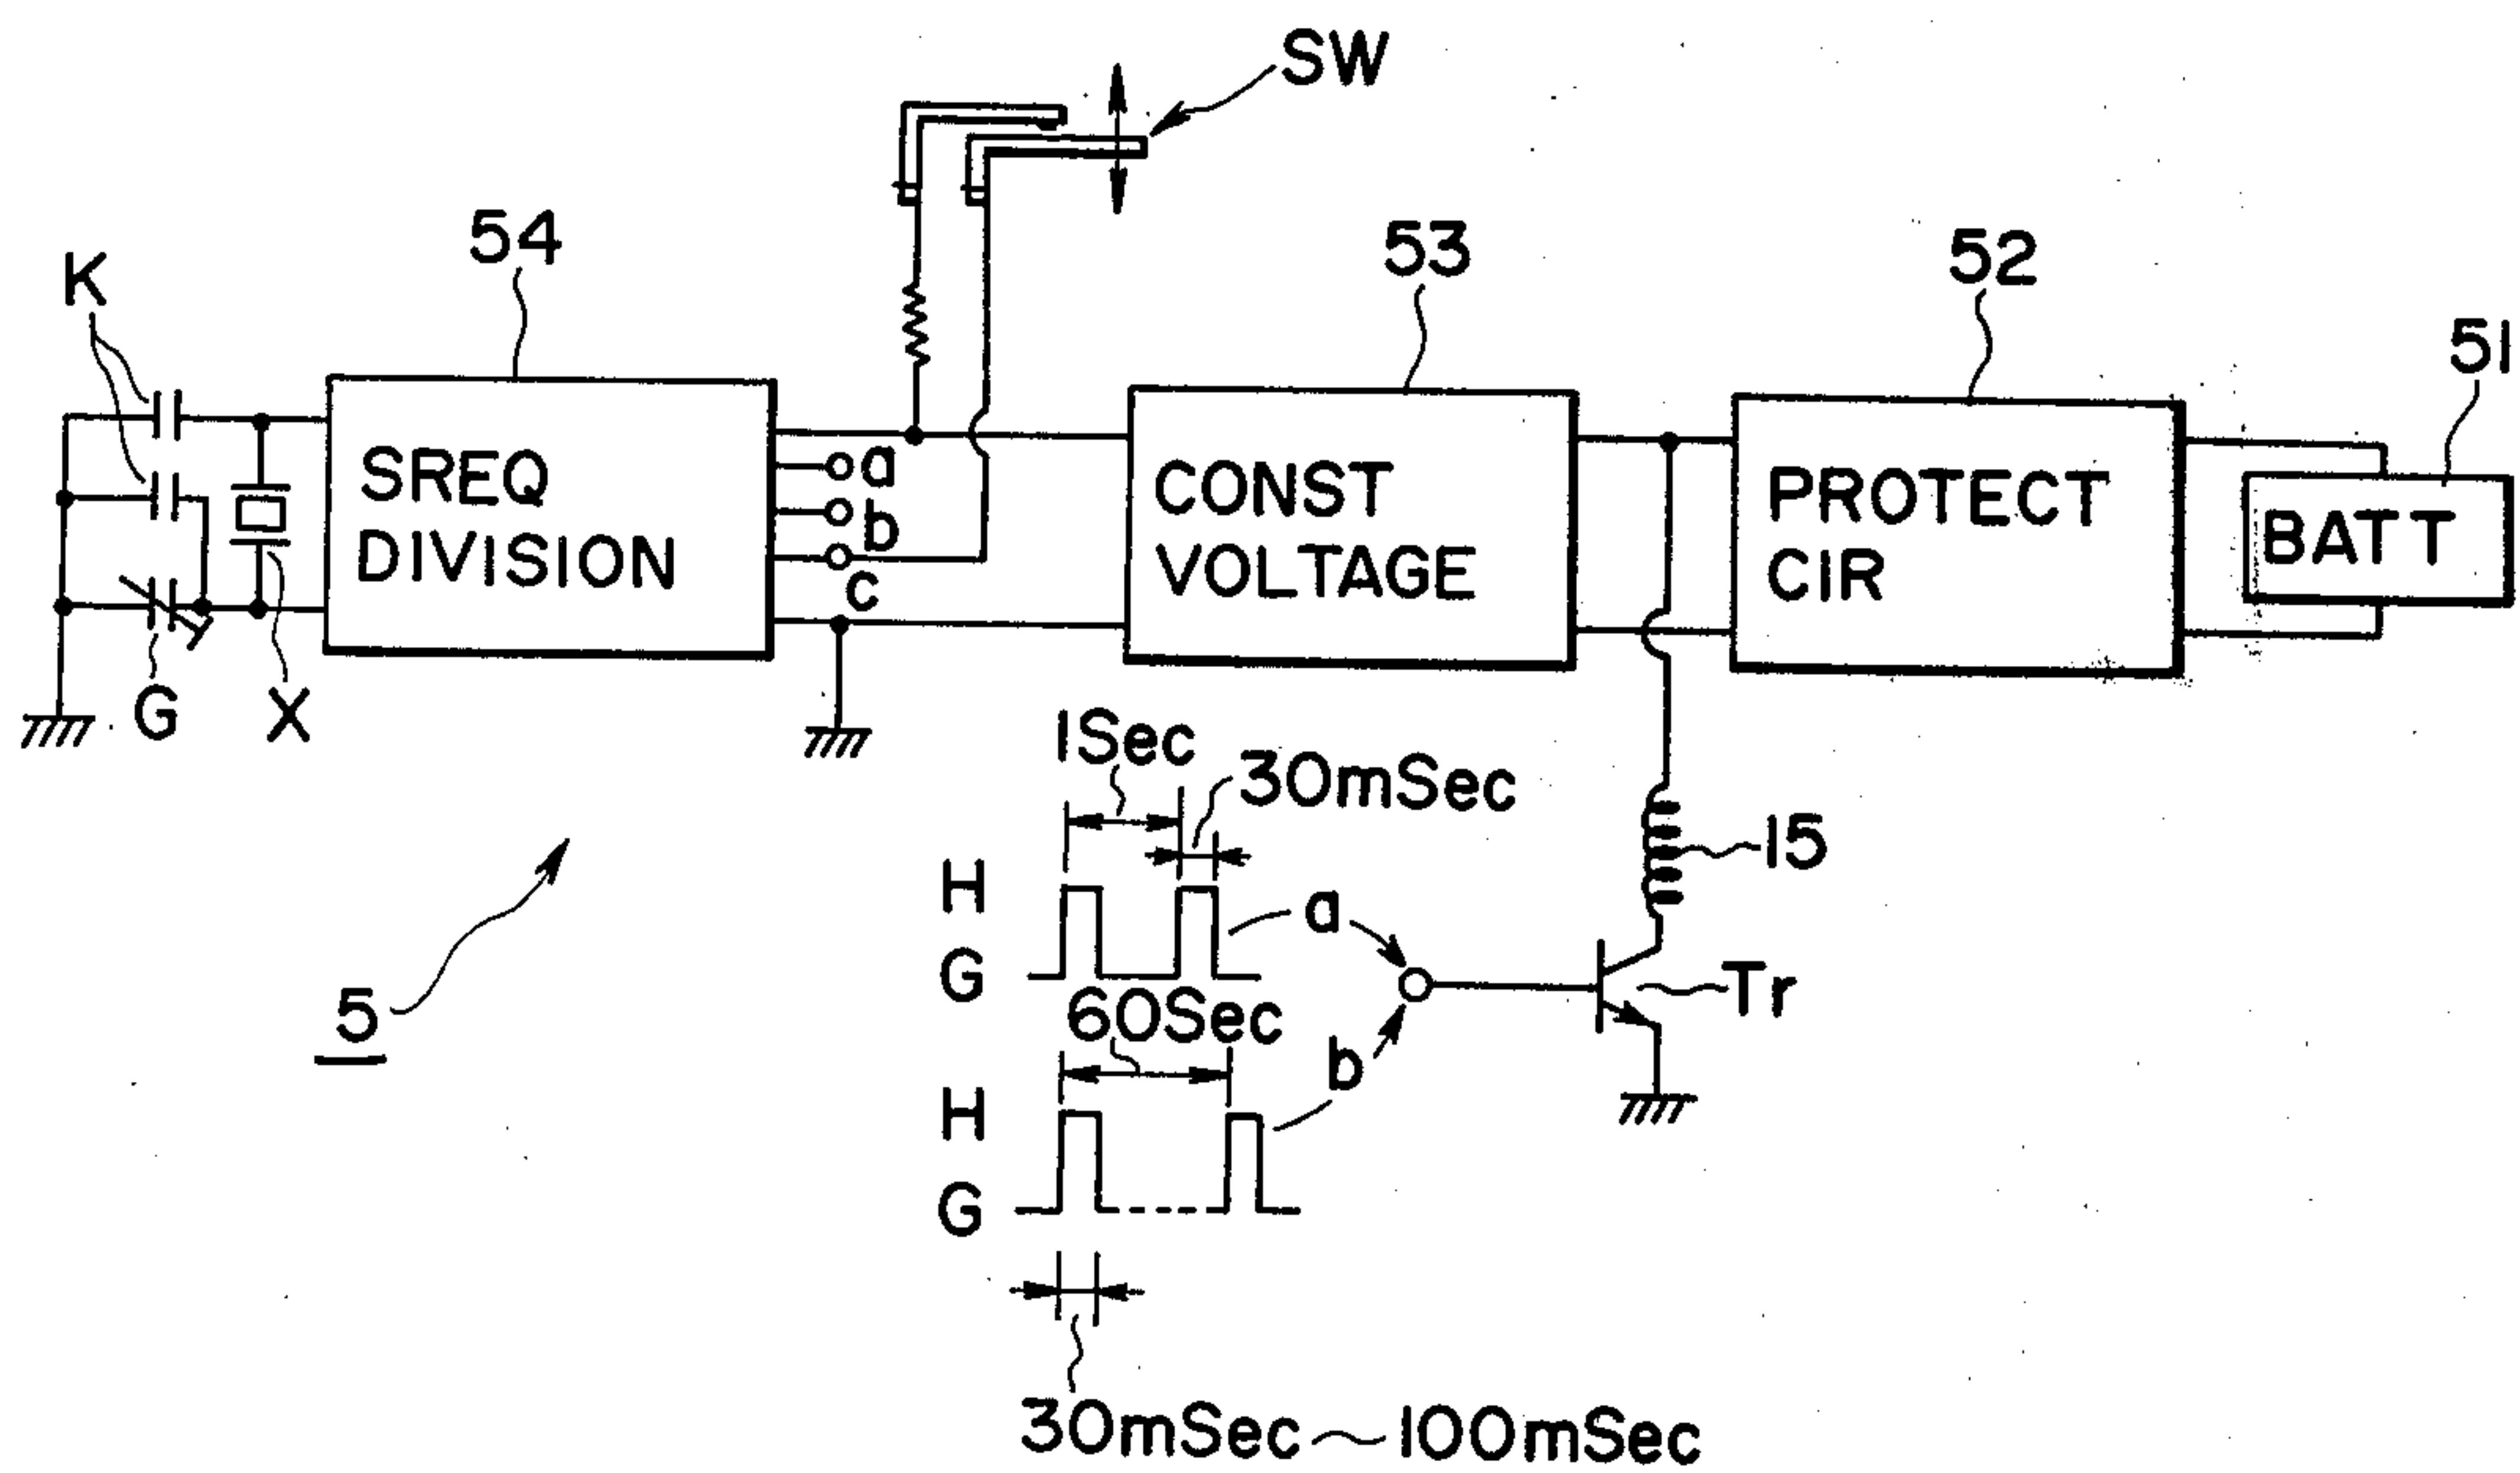 SW
54
53
52
51
K
SREQ
DIVISION
a
b
c
CONST
VOLTAGE
PROTECT
CIR
BATT
G
X
1Sec
30mSec
15
H
G
a
Tr
5
60Sec
b
H
G
30mSec~100mSec